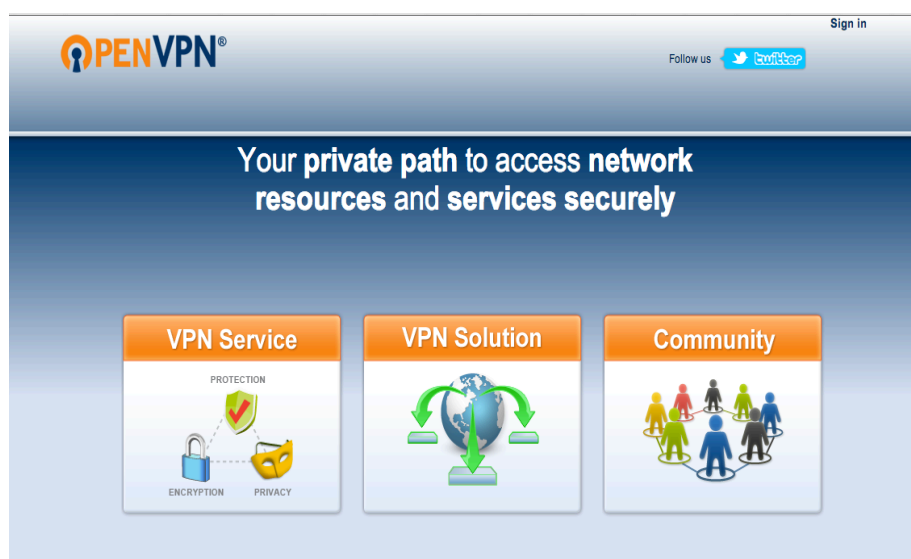 Sign in
OPENVPN®
Follow us twitter
Your private path to access network
resources and services securely
VPN Service
VPN Solution
Community
PROTECTION
ENCRYPTION PRIVACY